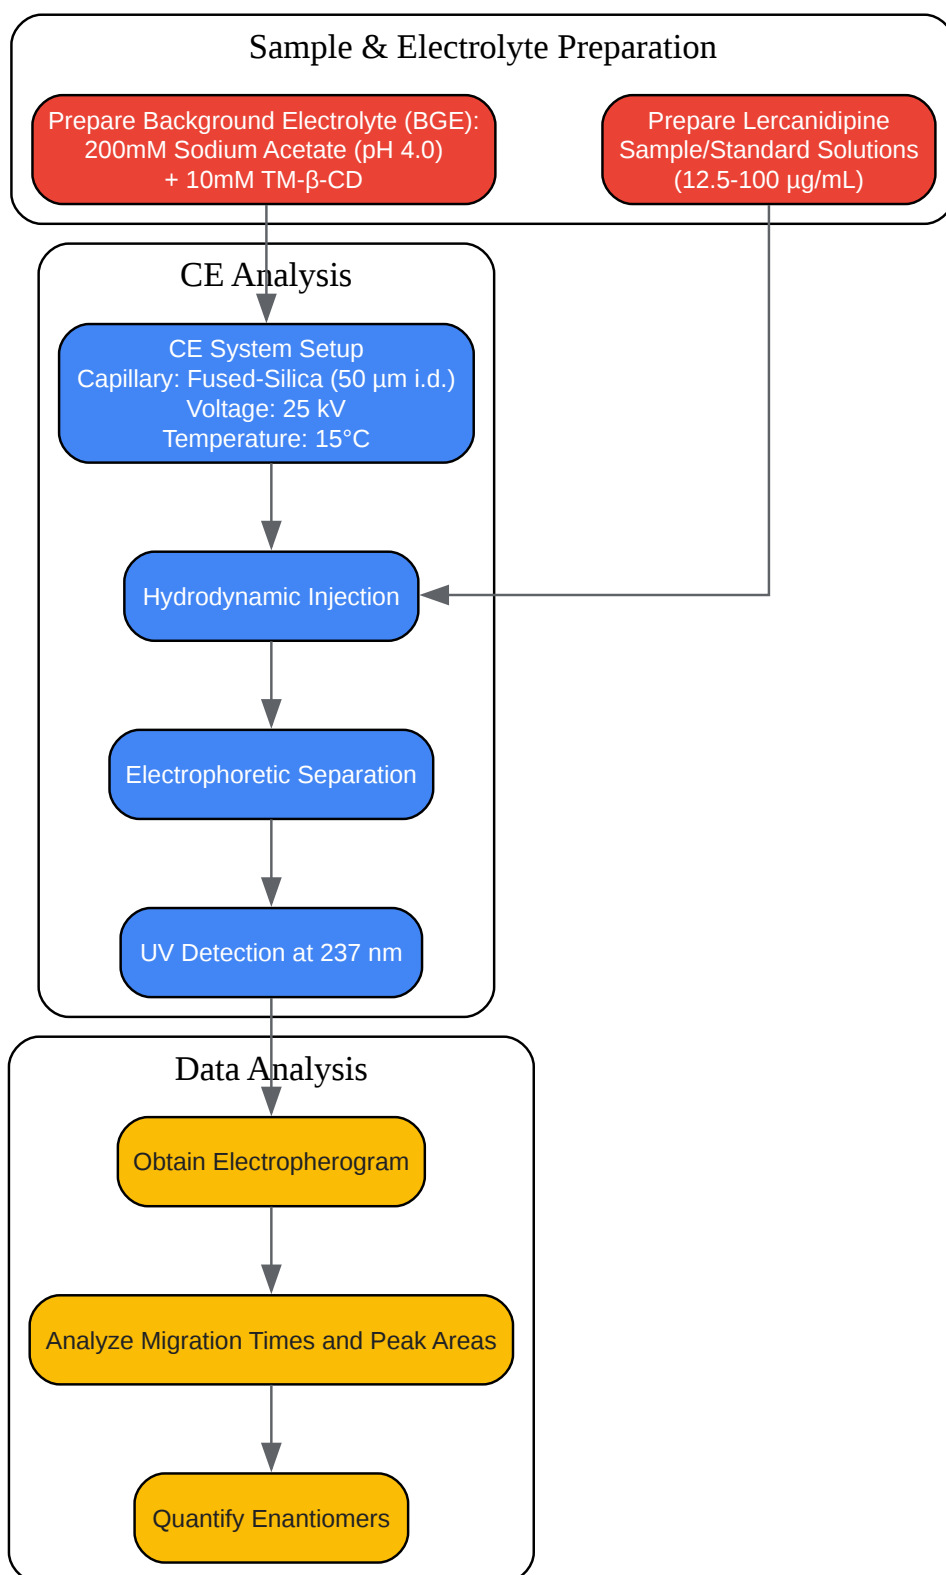 Sample & Electrolyte Preparation
Prepare Background Electrolyte (BGE):
200mM Sodium Acetate (pH 4.0)
+ 10mM TM-β-CD
Prepare Lercanidipine
Sample/Standard Solutions
(12.5-100 µg/mL)
CE Analysis
CE System Setup
Capillary: Fused-Silica (50 µm i.d.)
Voltage: 25 kV
Temperature: 15°C
Hydrodynamic Injection
Electrophoretic Separation
UV Detection at 237 nm
Data Analysis
Obtain Electropherogram
Analyze Migration Times and Peak Areas
Quantify Enantiomers